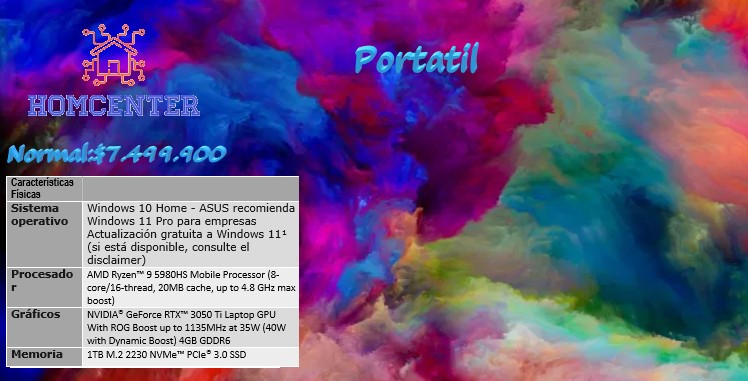 Portatil
HOMCENTER
Normal:$7.499.900
Características
Físicas
Sistema
operativo
Windows 10 Home - ASUS recomienda
Windows 11 Pro para empresas
Actualización gratuita a Windows 11¹
(si está disponible, consulte el
disclaimer)
Procesado
r
AMD Ryzen™ 9 5980HS Mobile Processor (8-
core/16-thread, 20MB cache, up to 4.8 GHz max
boost)
Gráficos
NVIDIA® GeForce RTX™ 3050 Ti Laptop GPU
With ROG Boost up to 1135MHz at 35W (40W
with Dynamic Boost) 4GB GDDR6
Memoria
1TB M.2 2230 NVMe™ PCIe® 3.0 SSD